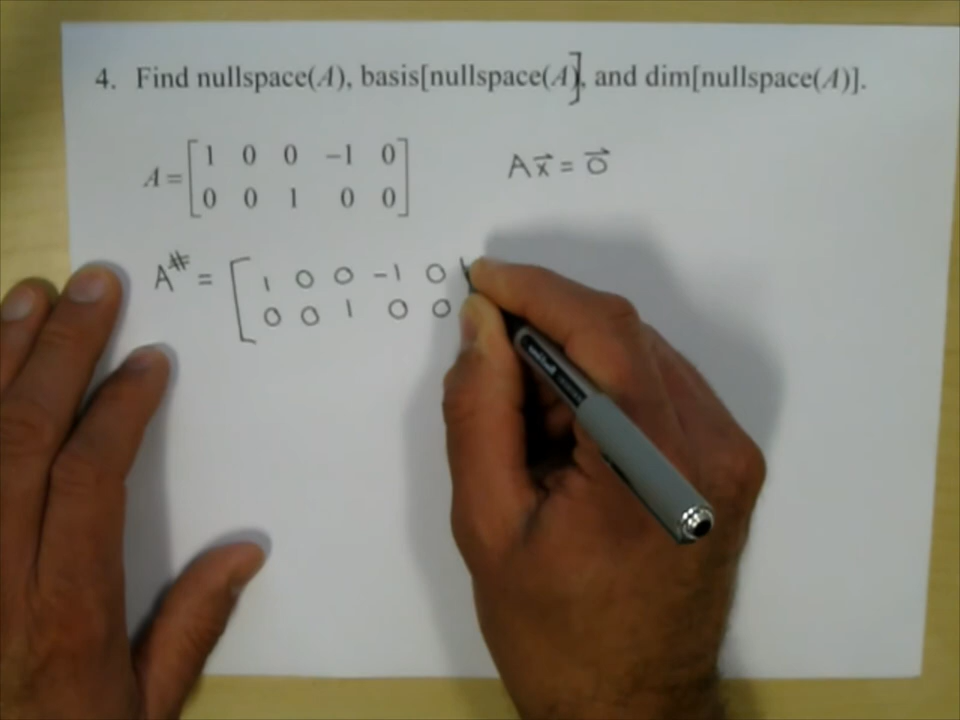 4. Find nullspace(A), basis[nullspace(A)], and dim[nullspace(A)].
A = [1 0 0 −1 0
0 0 1 0 0]
Ax⃗ = 0⃗
A# = [1 0 0 -1 0
0 0 1 0 0